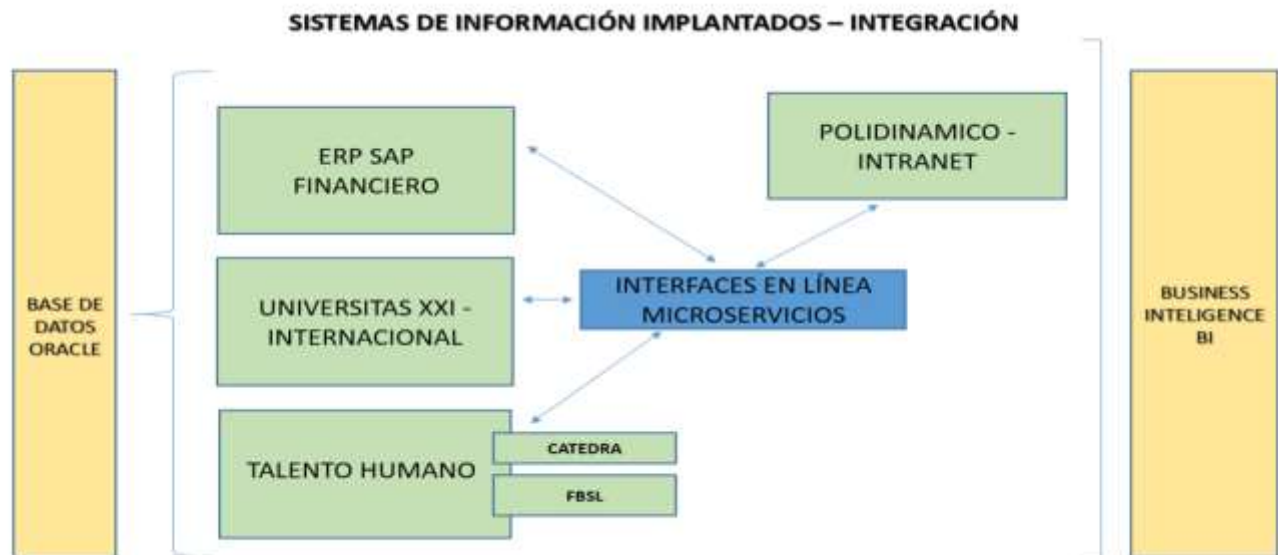 SISTEMAS DE INFORMACIÓN IMPLANTADOS – INTEGRACIÓN
BASE DE
DATOS
ORACLE
ERP SAP
FINANCIERO
UNIVERSITAS XXI -
INTERNACIONAL
TALENTO HUMANO
CATEDRA
FBSL
INTERFACES EN LÍNEA
MICROSERVICIOS
POLIDINAMICO -
INTRANET
BUSINESS
INTELIGENCE
BI